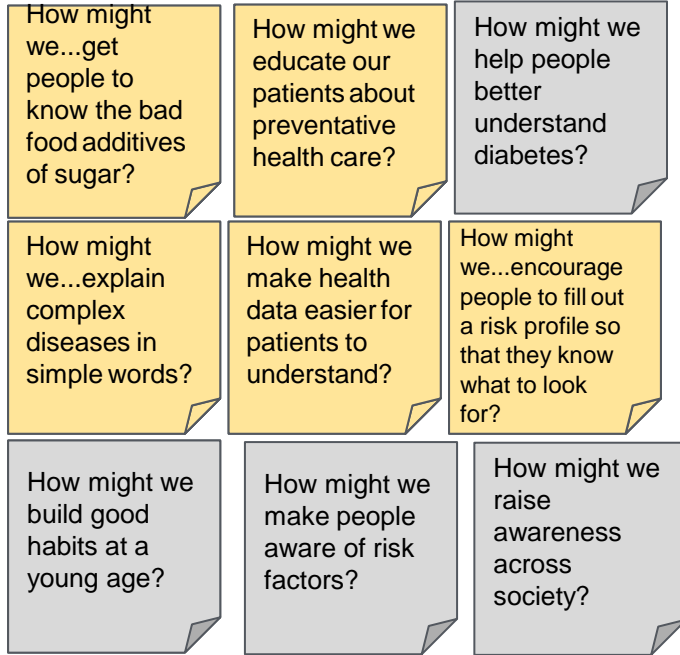 How might
we...get
people to
know the bad
food additives
of sugar?
How might we
educate our
patients about
preventative
health care?
How might we
help people
better
understand
diabetes?
How might
we...explain
complex
diseases in
simple words?
How might we
make health
data easier for
patients to
understand?
How might
we...encourage
people to fill out
a risk profile so
that they know
what to look
for?
How might we
build good
habits at a
young age?
How might we
make people
aware of risk
factors?
How might we
raise
awareness
across
society?